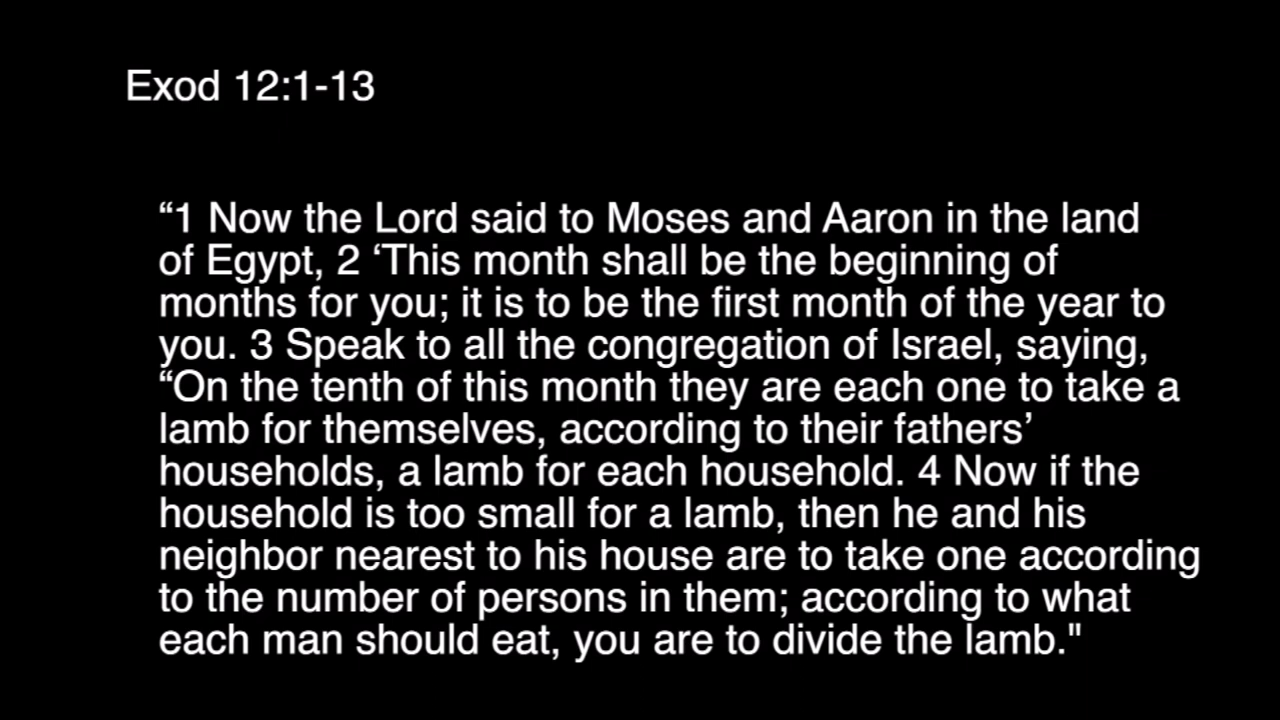 Exod 12:1-13
“1 Now the Lord said to Moses and Aaron in the land
of Egypt, 2 ‘This month shall be the beginning of
months for you; it is to be the first month of the year to
you. 3 Speak to all the congregation of Israel, saying,
“On the tenth of this month they are each one to take a
lamb for themselves, according to their fathers’
households, a lamb for each household. 4 Now if the
household is too small for a lamb, then he and his
neighbor nearest to his house are to take one according
to the number of persons in them; according to what
each man should eat, you are to divide the lamb."